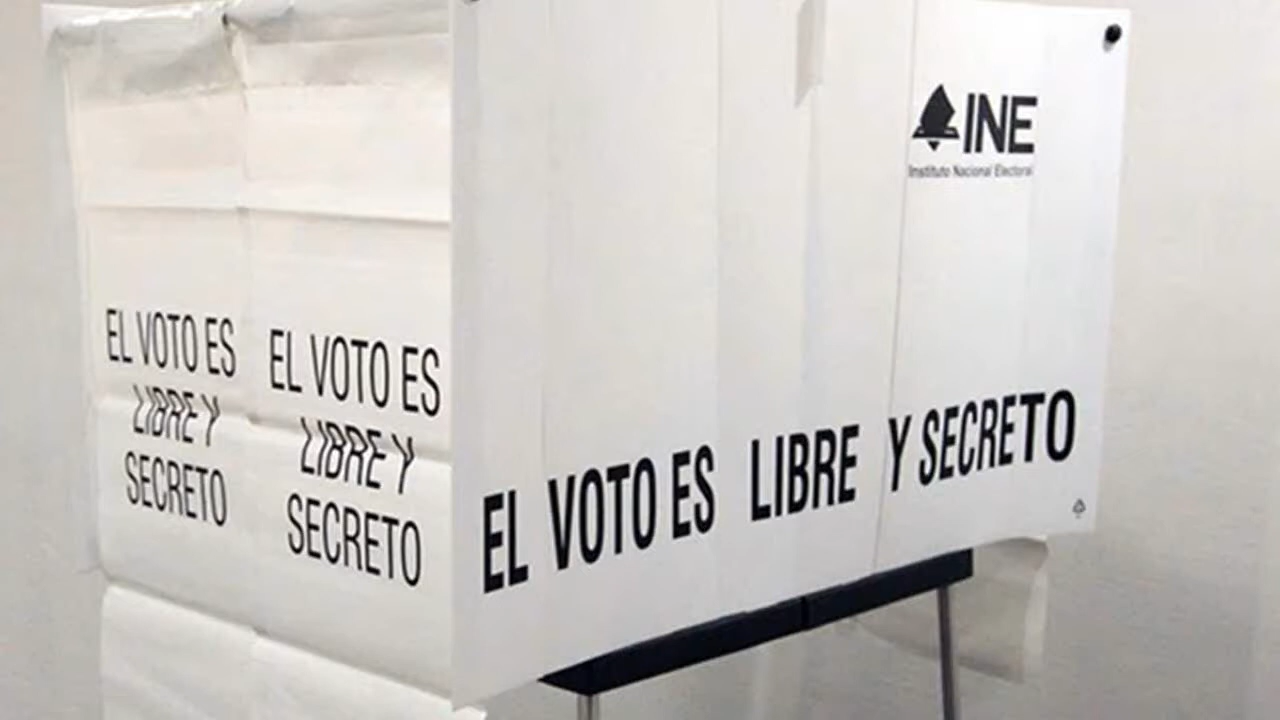 INE
Instituto Nacional Electoral
EL VOTO ES
LIBRE Y
SECRETO
EL VOTO ES
LIBRE Y
SECRETO
EL VOTO ES LIBRE Y SECRETO